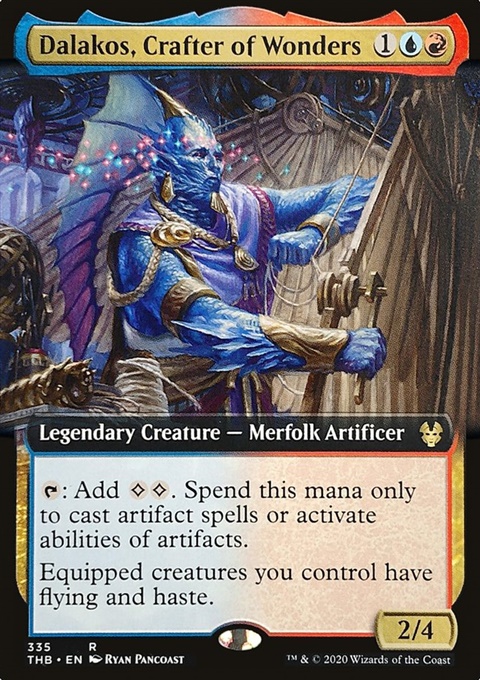 Dalakos, Crafter of Wonders 1
Legendary Creature — Merfolk Artificer
: Add . Spend this mana only
to cast artifact spells or activate
abilities of artifacts.
Equipped creatures you control have
flying and haste.
2/4
335 R
THB • EN Ryan Pancoast
™ & © 2020 Wizards of the Coast